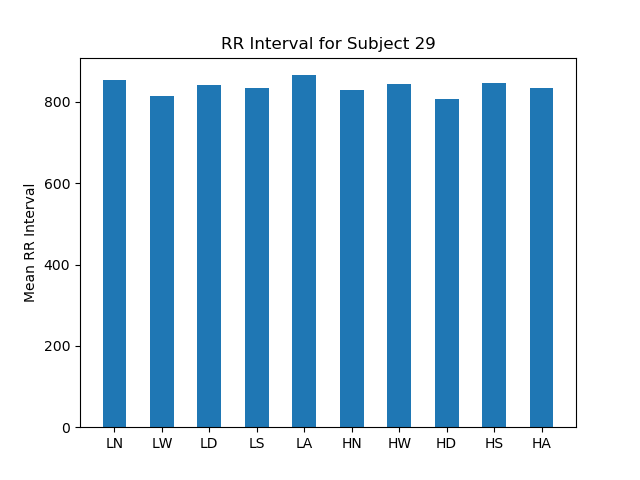 RR Interval for Subject 29
Mean RR Interval
800
600
400
200
0
LN LW LD LS LA HN HW HD HS HA